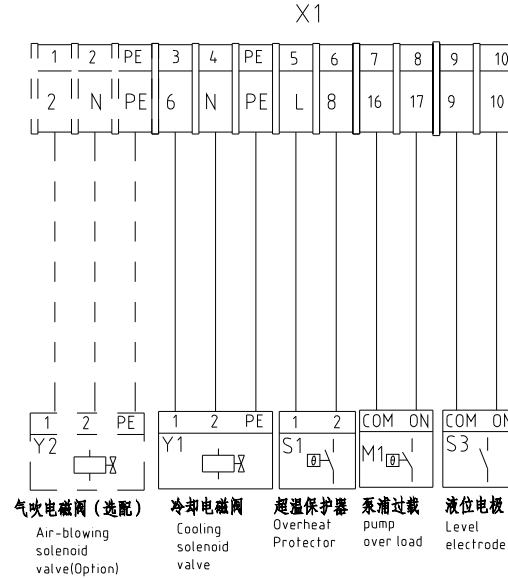 X1
1 2 PE 3 4 PE 5 6 7 8 9 10
2 N PE 6 N PE L 8 16 17 9 10
1 2 PE 1 2 PE 1 2 COM ON COM ON
Y2 Y1 S1 M1 S3
θ θ
气吹电磁阀（选配） 冷却电磁阀 超温保护器 泵浦过载 液位电极
Air-blowing solenoid valve(Option)
Cooling solenoid valve
Overheat Protector
pump over load
Level electrode